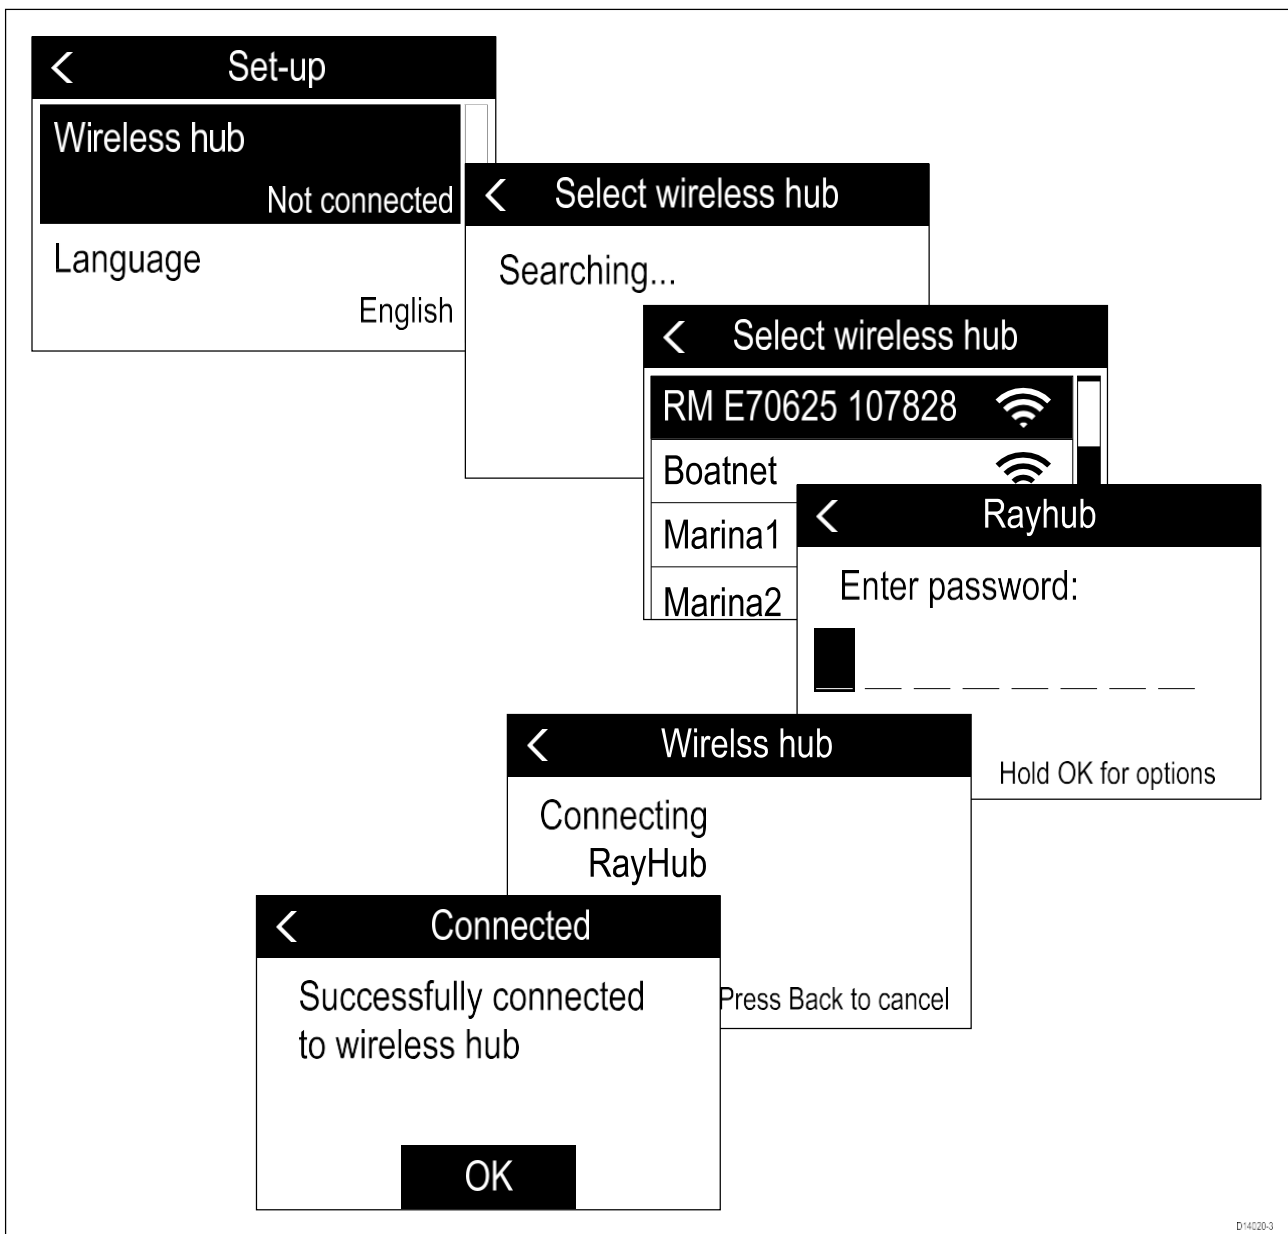 Set-up
Wireless hub
Not connected
Language
English
Select wireless hub
Searching...
Select wireless hub
RM E70625 107828
Boatnet
Marina1
Marina2
Rayhub
Enter password:
Hold OK for options
Wirelss hub
Connecting
RayHub
Press Back to cancel
Connected
Successfully connected
to wireless hub
OK
D14020-3